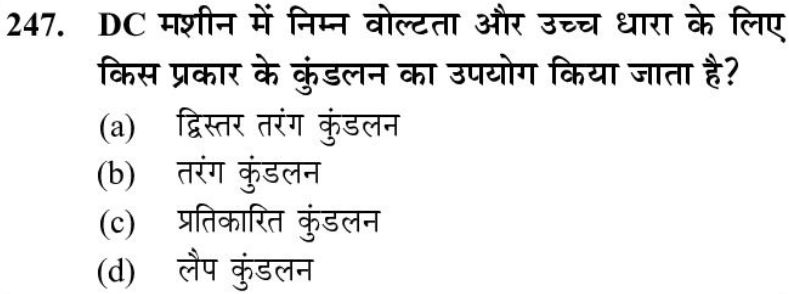 247. DC मशीन में निम्न वोल्टता और उच्च धारा के लिए
किस प्रकार के कुंडलन का उपयोग किया जाता है?
(a) द्विस्तर तरंग कुंडलन
(b) तरंग कुंडलन
(c) प्रतिकारित कुंडलन
(d) लैप कुंडलन